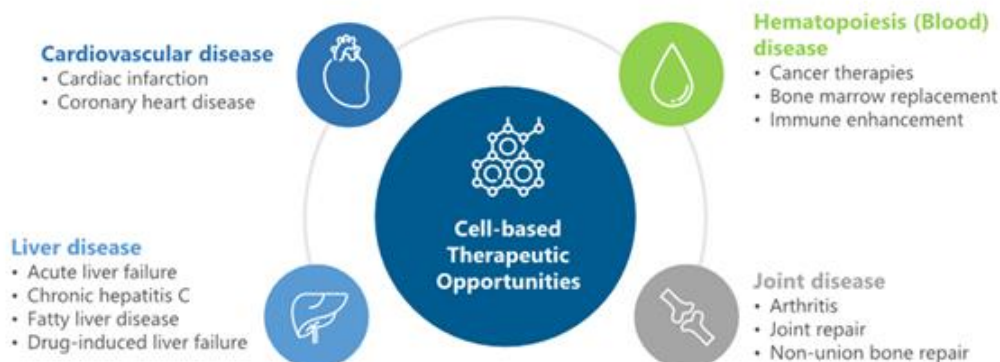 Cardiovascular disease
• Cardiac infarction
• Coronary heart disease
Hematopoiesis (Blood)
disease
• Cancer therapies
• Bone marrow replacement
• Immune enhancement
Cell-based
Therapeutic
Opportunities
Liver disease
• Acute liver failure
• Chronic hepatitis C
• Fatty liver disease
• Drug-induced liver failure
Joint disease
• Arthritis
• Joint repair
• Non-union bone repair